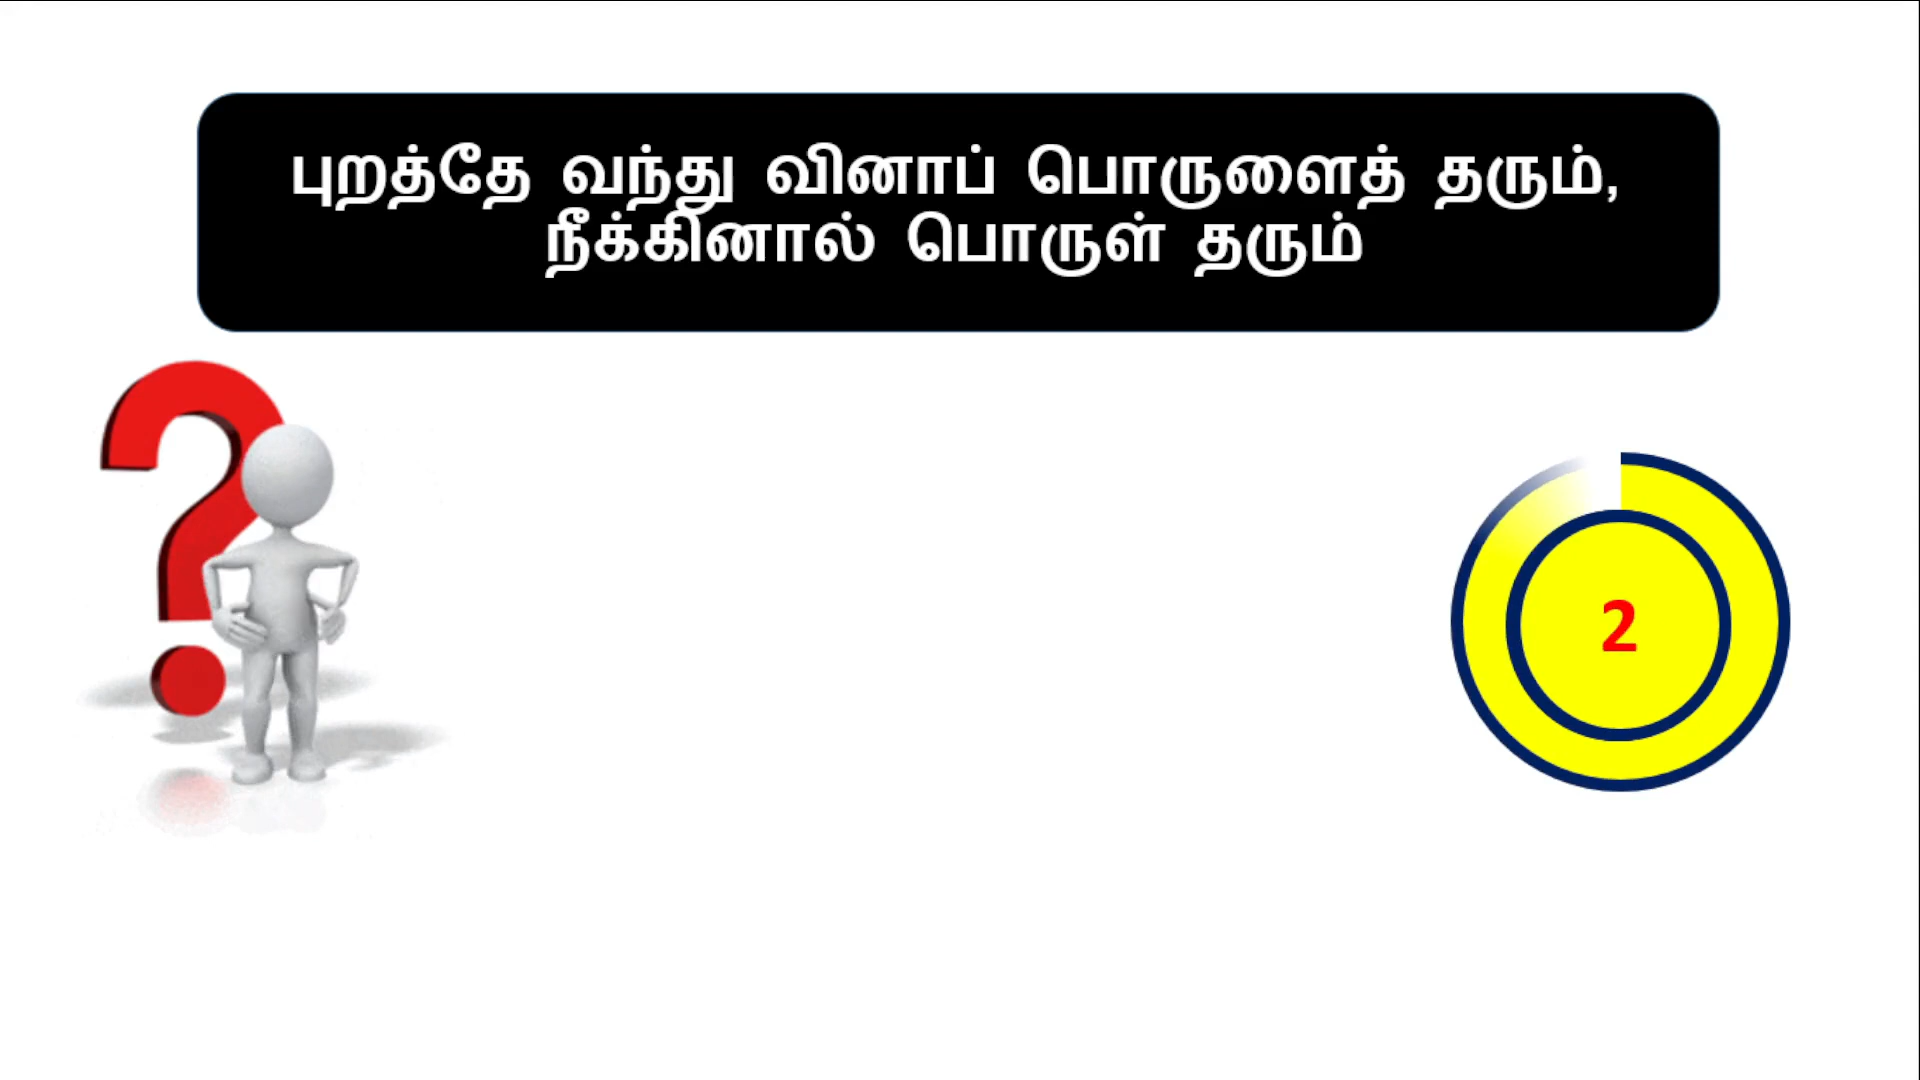 புறத்தே வந்து வினாப் பொருளைத் தரும்,
நீக்கினால் பொருள் தரும்
2